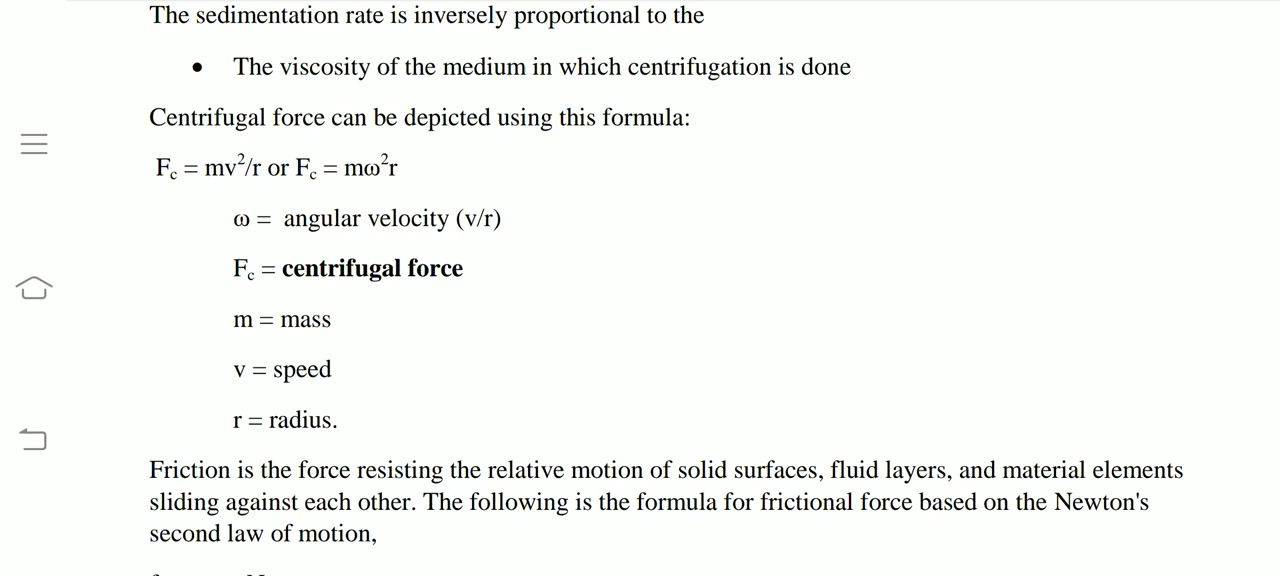 The sedimentation rate is inversely proportional to the
• The viscosity of the medium in which centrifugation is done
Centrifugal force can be depicted using this formula:
Fc = mv²/r or Fc = mω²r
ω = angular velocity (v/r)
Fc = centrifugal force
m = mass
v = speed
r = radius.
Friction is the force resisting the relative motion of solid surfaces, fluid layers, and material elements
sliding against each other. The following is the formula for frictional force based on the Newton's
second law of motion,